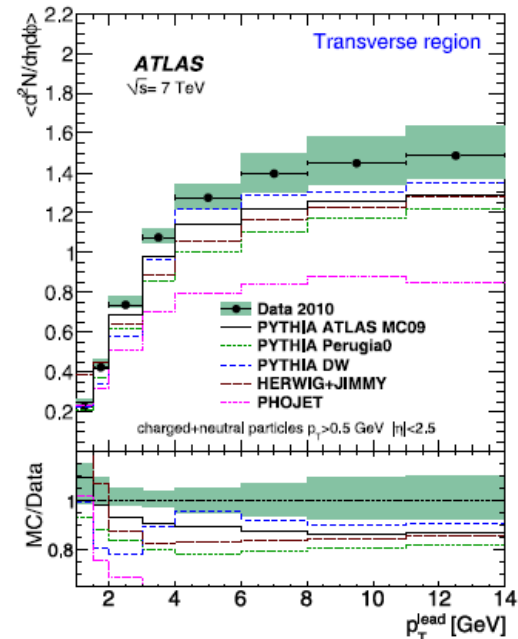 <d²N/dηdφ>
2.2
2
1.8
1.6
1.4
1.2
1
0.8
0.6
0.4
0.2
Transverse region
ATLAS
√s= 7 TeV
Data 2010
PYTHIA ATLAS MC09
PYTHIA Perugia0
PYTHIA DW
HERWIG+JIMMY
PHOJET
charged+neutral particles p_T>0.5 GeV |η|<2.5
MC/Data
1
0.8
2 4 6 8 10 12 14
p_T^lead [GeV]